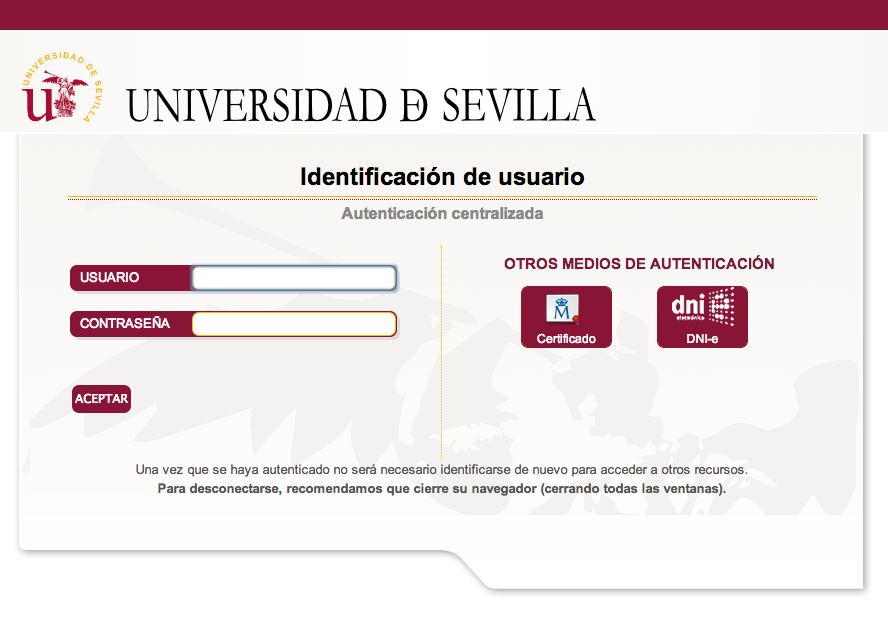 UNIVERSIDAD DE SEVILLA
UNIVERSIDAD DE SEVILLA
Identificación de usuario
Autenticación centralizada
USUARIO
CONTRASEÑA
ACEPTAR
OTROS MEDIOS DE AUTENTICACIÓN
M
Certificado
dni
electrónico
DNI-e
Una vez que se haya autenticado no será necesario identificarse de nuevo para acceder a otros recursos.
Para desconectarse, recomendamos que cierre su navegador (cerrando todas las ventanas).